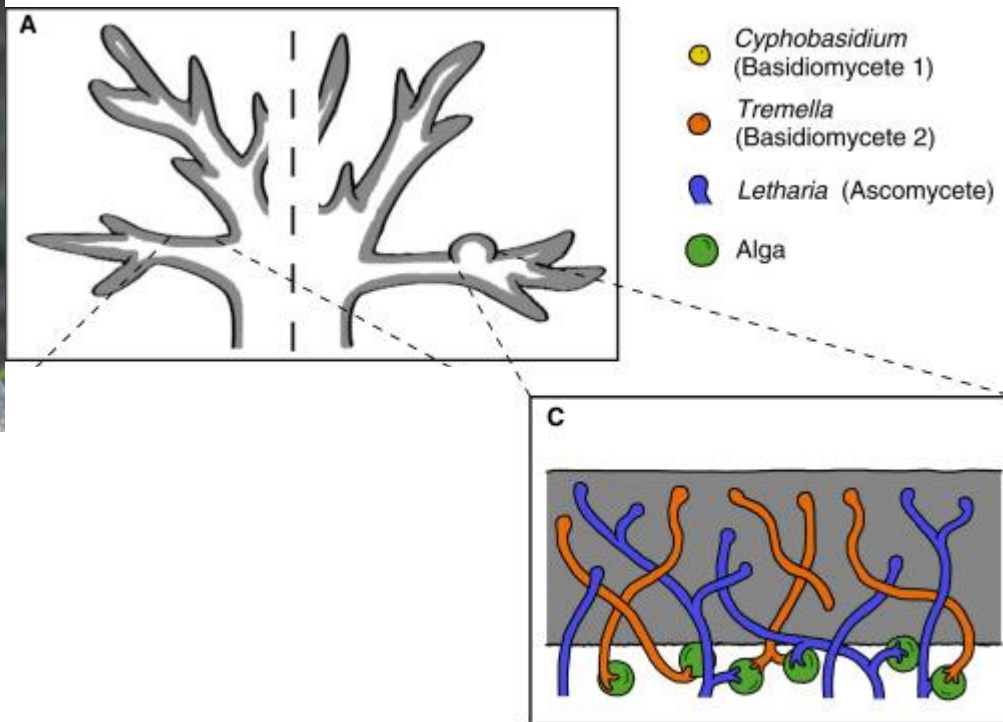 A
Cyphobasidium
(Basidiomycete 1)
Tremella
(Basidiomycete 2)
Letharia (Ascomycete)
Alga
C